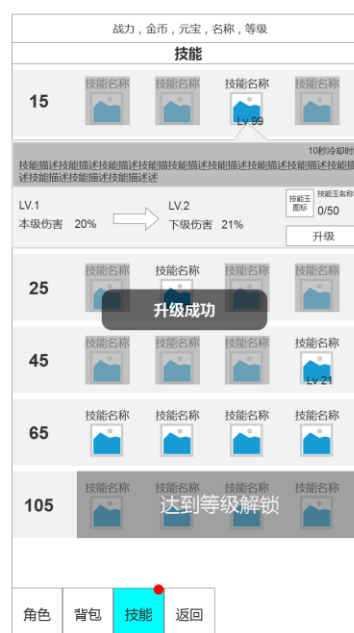 战力，金币，元宝，名称，等级
技能
15
技能名称 技能名称 技能名称 技能名称
Lv 99
10秒冷却时
技能描述技能描述技能描述技能描技能描述技能描述技能描述技能描述技能描
述技能描述技能描述技能描述述
LV.1 LV.2
本级伤害 20% 下级伤害 21%
技能玉
图标
技能玉名称
0/50
升级
25
技能名称 技能名称 技能名称 技能名称
升级成功
45
技能名称 技能名称 技能名称 技能名称
Lv 21
65
技能名称 技能名称 技能名称 技能名称
105
技能名称 技能名称 技能名称 技能名称
达到等级解锁
角色 背包 技能 返回